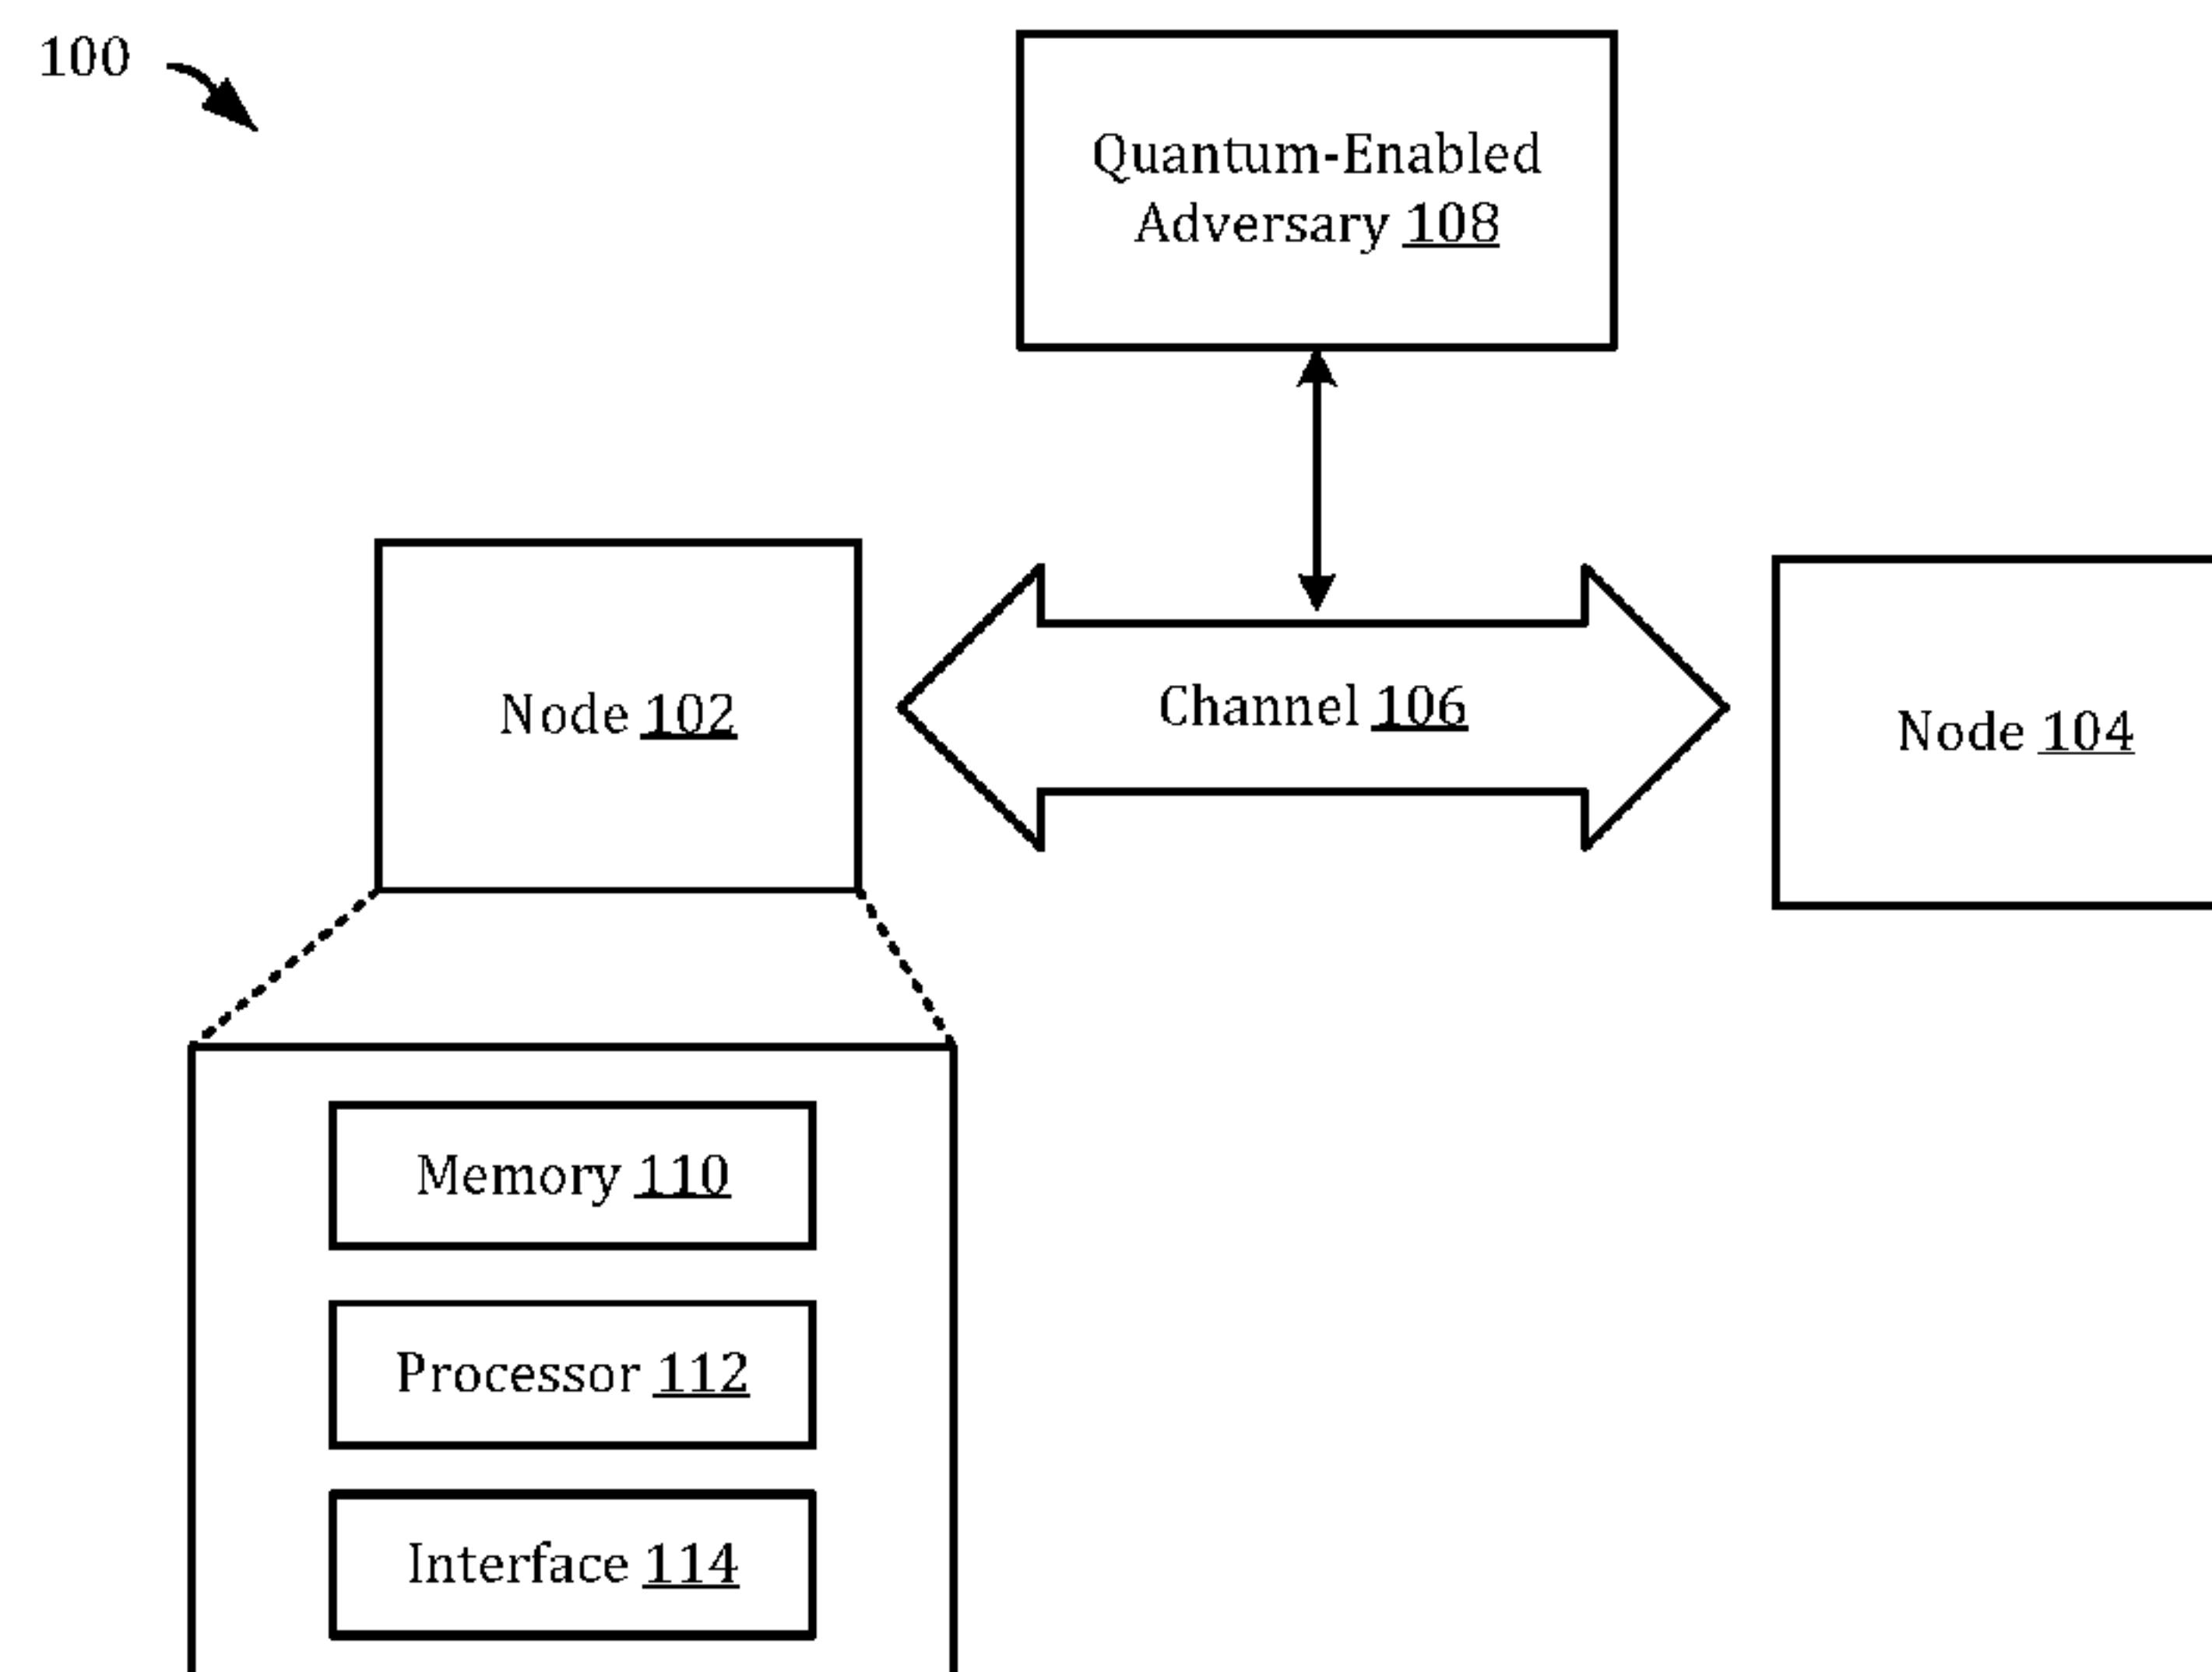 100
Quantum-Enabled
Adversary 108
Node 102
Channel 106
Node 104
Memory 110
Processor 112
Interface 114